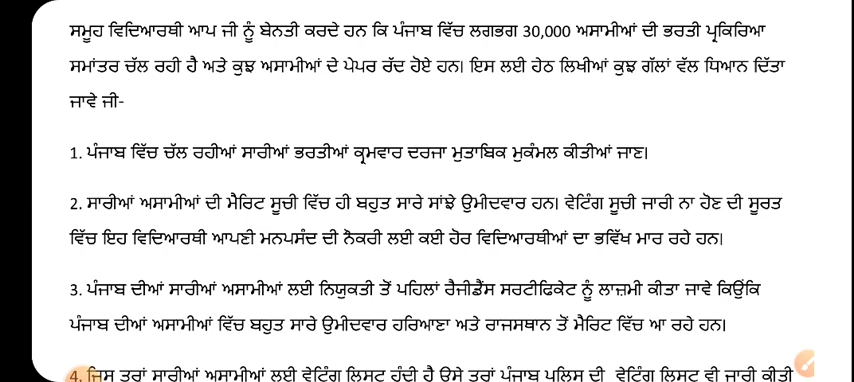 ਸਮੂਹ ਵਿਦਿਆਰਥੀ ਆਪ ਜੀ ਨੂੰ ਬੇਨਤੀ ਕਰਦੇ ਹਨ ਕਿ ਪੰਜਾਬ ਵਿੱਚ ਲਗਭਗ 30,000 ਅਸਾਮੀਆਂ ਦੀ ਭਰਤੀ ਪ੍ਰਕਿਰਿਆ
ਸਮਾਂਤਰ ਚੱਲ ਰਹੀ ਹੈ ਅਤੇ ਕੁਝ ਅਸਾਮੀਆਂ ਦੇ ਪੇਪਰ ਰੱਦ ਹੋਏ ਹਨ। ਇਸ ਲਈ ਹੇਠ ਲਿਖੀਆਂ ਕੁਝ ਗੱਲਾਂ ਵੱਲ ਧਿਆਨ ਦਿੱਤਾ
ਜਾਵੇ ਜੀ-
1. ਪੰਜਾਬ ਵਿੱਚ ਚੱਲ ਰਹੀਆਂ ਸਾਰੀਆਂ ਭਰਤੀਆਂ ਕ੍ਰਮਵਾਰ ਦਰਜਾ ਮੁਤਾਬਿਕ ਮੁਕੰਮਲ ਕੀਤੀਆਂ ਜਾਣ।
2. ਸਾਰੀਆਂ ਅਸਾਮੀਆਂ ਦੀ ਮੈਰਿਟ ਸੂਚੀ ਵਿੱਚ ਹੀ ਬਹੁਤ ਸਾਰੇ ਸਾਂਝੇ ਉਮੀਦਵਾਰ ਹਨ। ਵੇਟਿੰਗ ਸੂਚੀ ਜਾਰੀ ਨਾ ਹੋਣ ਦੀ ਸੂਰਤ
ਵਿੱਚ ਇਹ ਵਿਦਿਆਰਥੀ ਆਪਣੀ ਮਨਪਸੰਦ ਦੀ ਨੌਕਰੀ ਲਈ ਕਈ ਹੋਰ ਵਿਦਿਆਰਥੀਆਂ ਦਾ ਭਵਿੱਖ ਮਾਰ ਰਹੇ ਹਨ।
3. ਪੰਜਾਬ ਦੀਆਂ ਸਾਰੀਆਂ ਅਸਾਮੀਆਂ ਲਈ ਨਿਯੁਕਤੀ ਤੋਂ ਪਹਿਲਾਂ ਰੈਜੀਡੈਂਸ ਸਰਟੀਫਿਕੇਟ ਨੂੰ ਲਾਜ਼ਮੀ ਕੀਤਾ ਜਾਵੇ ਕਿਉਂਕਿ
ਪੰਜਾਬ ਦੀਆਂ ਅਸਾਮੀਆਂ ਵਿੱਚ ਬਹੁਤ ਸਾਰੇ ਉਮੀਦਵਾਰ ਹਰਿਆਣਾ ਅਤੇ ਰਾਜਸਥਾਨ ਤੋਂ ਮੈਰਿਟ ਵਿੱਚ ਆ ਰਹੇ ਹਨ।
4. ਜਿਸ ਤਰਾਂ ਸਾਰੀਆਂ ਅਸਾਮੀਆਂ ਲਈ ਵੇਟਿੰਗ ਲਿਸਟ ਹੁੰਦੀ ਹੈ ਉਸੇ ਤਰਾਂ ਪੰਜਾਬ ਪੁਲਿਸ ਦੀ ਵੇਟਿੰਗ ਲਿਸਟ ਵੀ ਜਾਰੀ ਕੀਤੀ